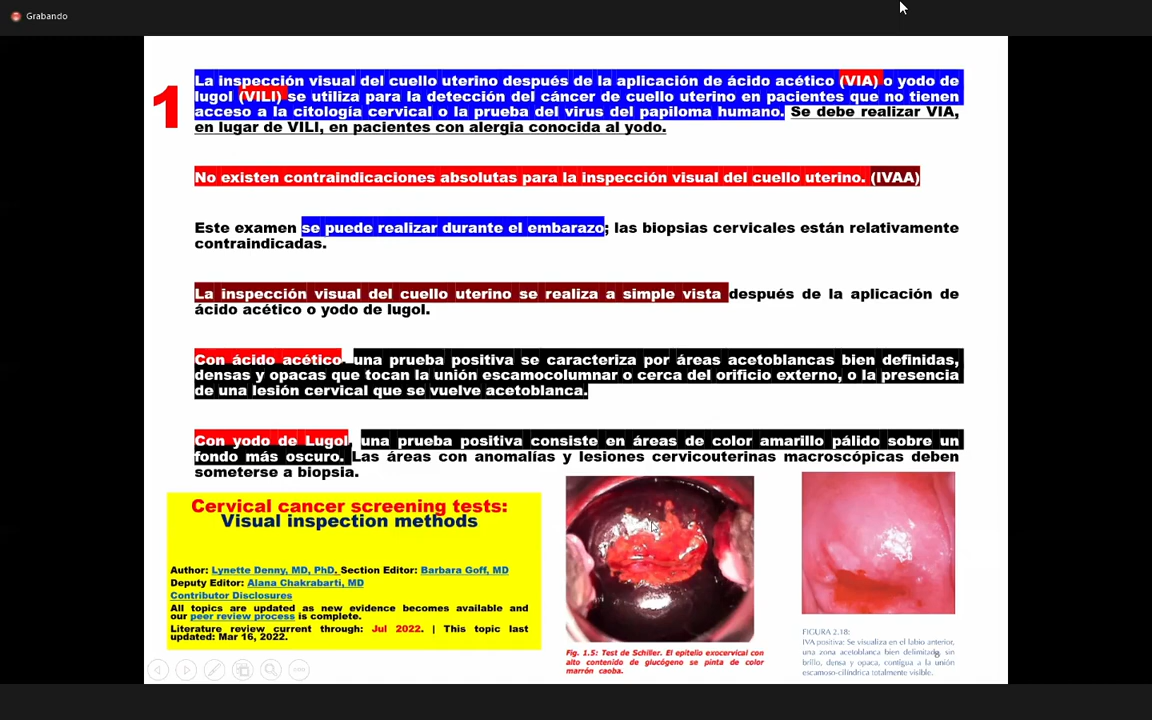 Grabando
1
La inspección visual del cuello uterino después de la aplicación de ácido acético (VIA) o yodo de
lugol (VILI) se utiliza para la detección del cáncer de cuello uterino en pacientes que no tienen
acceso a la citología cervical o la prueba del virus del papiloma humano. Se debe realizar VIA,
en lugar de VILI, en pacientes con alergia conocida al yodo.
No existen contraindicaciones absolutas para la inspección visual del cuello uterino. (IVAA)
Este examen se puede realizar durante el embarazo; las biopsias cervicales están relativamente
contraindicadas.
La inspección visual del cuello uterino se realiza a simple vista después de la aplicación de
ácido acético o yodo de lugol.
Con ácido acético una prueba positiva se caracteriza por áreas acetoblancas bien definidas,
densas y opacas que tocan la unión escamocolumnar o cerca del orificio externo, o la presencia
de una lesión cervical que se vuelve acetoblanca.
Con yodo de Lugol una prueba positiva consiste en áreas de color amarillo pálido sobre un
fondo más oscuro. Las áreas con anomalías y lesiones cervicouterinas macroscópicas deben
someterse a biopsia.
Cervical cancer screening tests:
Visual inspection methods
Author: Lynette Denny, MD, PhD, Section Editor: Barbara Goff, MD
Deputy Editor: Alana Chakrabarti, MD
Contributor Disclosures
All topics are updated as new evidence becomes available and
our peer review process is complete.
Literature review current through: Jul 2022. | This topic last
updated: Mar 16, 2022.
Fig. 1.5: Test de Schiller. El epitelio exocervical con
alto contenido de glucógeno se pinta de color
marrón caoba.
FIGURA 2.18:
IVA positiva: Se visualiza en el labio anterior,
una zona acetoblanca bien delimitada, sin
brillo, densa y opaca, contigua a la unión
escamoso-cilíndrica totalmente visible.